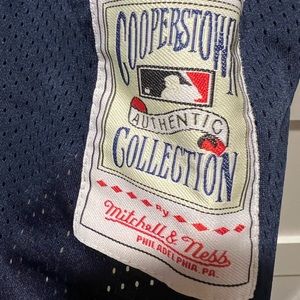 COOPERSTOWN
AUTHENTIC
COLLECTION
By
Mitchell & Ness
PHILADELPHIA, PA.